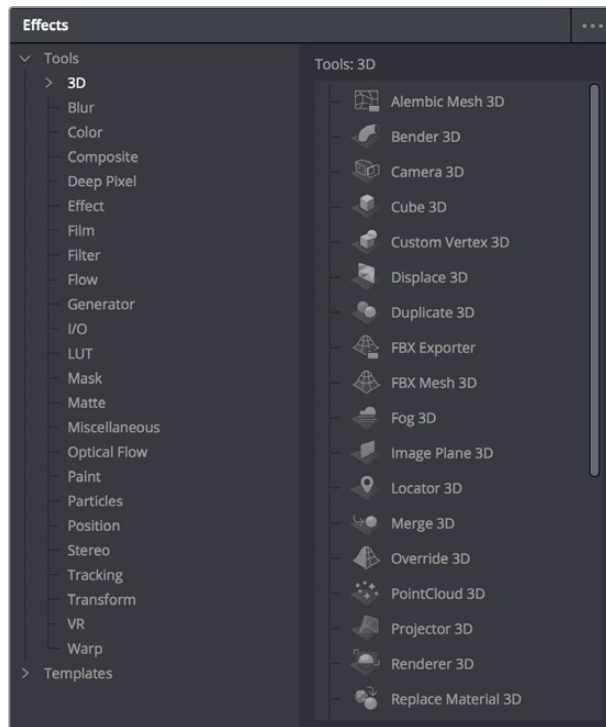 Effects
Tools
3D
Blur
Color
Composite
Deep Pixel
Effect
Film
Filter
Flow
Generator
I/O
LUT
Mask
Matte
Miscellaneous
Optical Flow
Paint
Particles
Position
Stereo
Tracking
Transform
VR
Warp
Templates
Tools: 3D
Alembic Mesh 3D
Bender 3D
Camera 3D
Cube 3D
Custom Vertex 3D
Displace 3D
Duplicate 3D
FBX Exporter
FBX Mesh 3D
Fog 3D
Image Plane 3D
Locator 3D
Merge 3D
Override 3D
PointCloud 3D
Projector 3D
Renderer 3D
Replace Material 3D